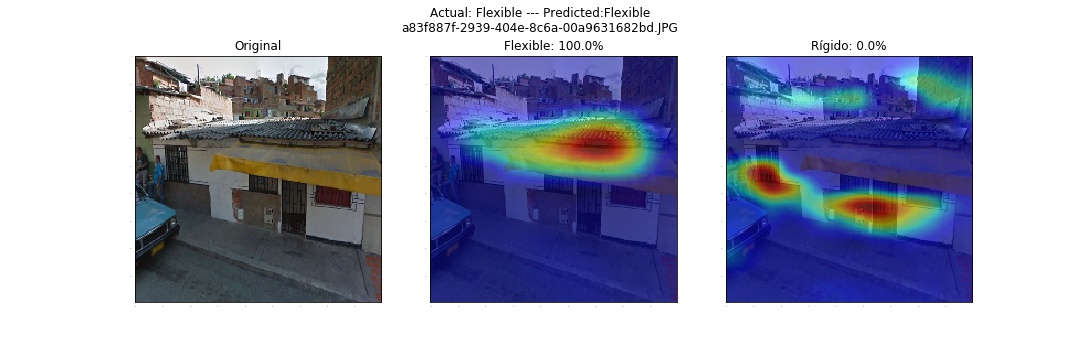 Actual: Flexible --- Predicted:Flexible
a83f887f-2939-404e-8c6a-00a9631682bd.JPG
Original
Flexible: 100.0%
Rígido: 0.0%